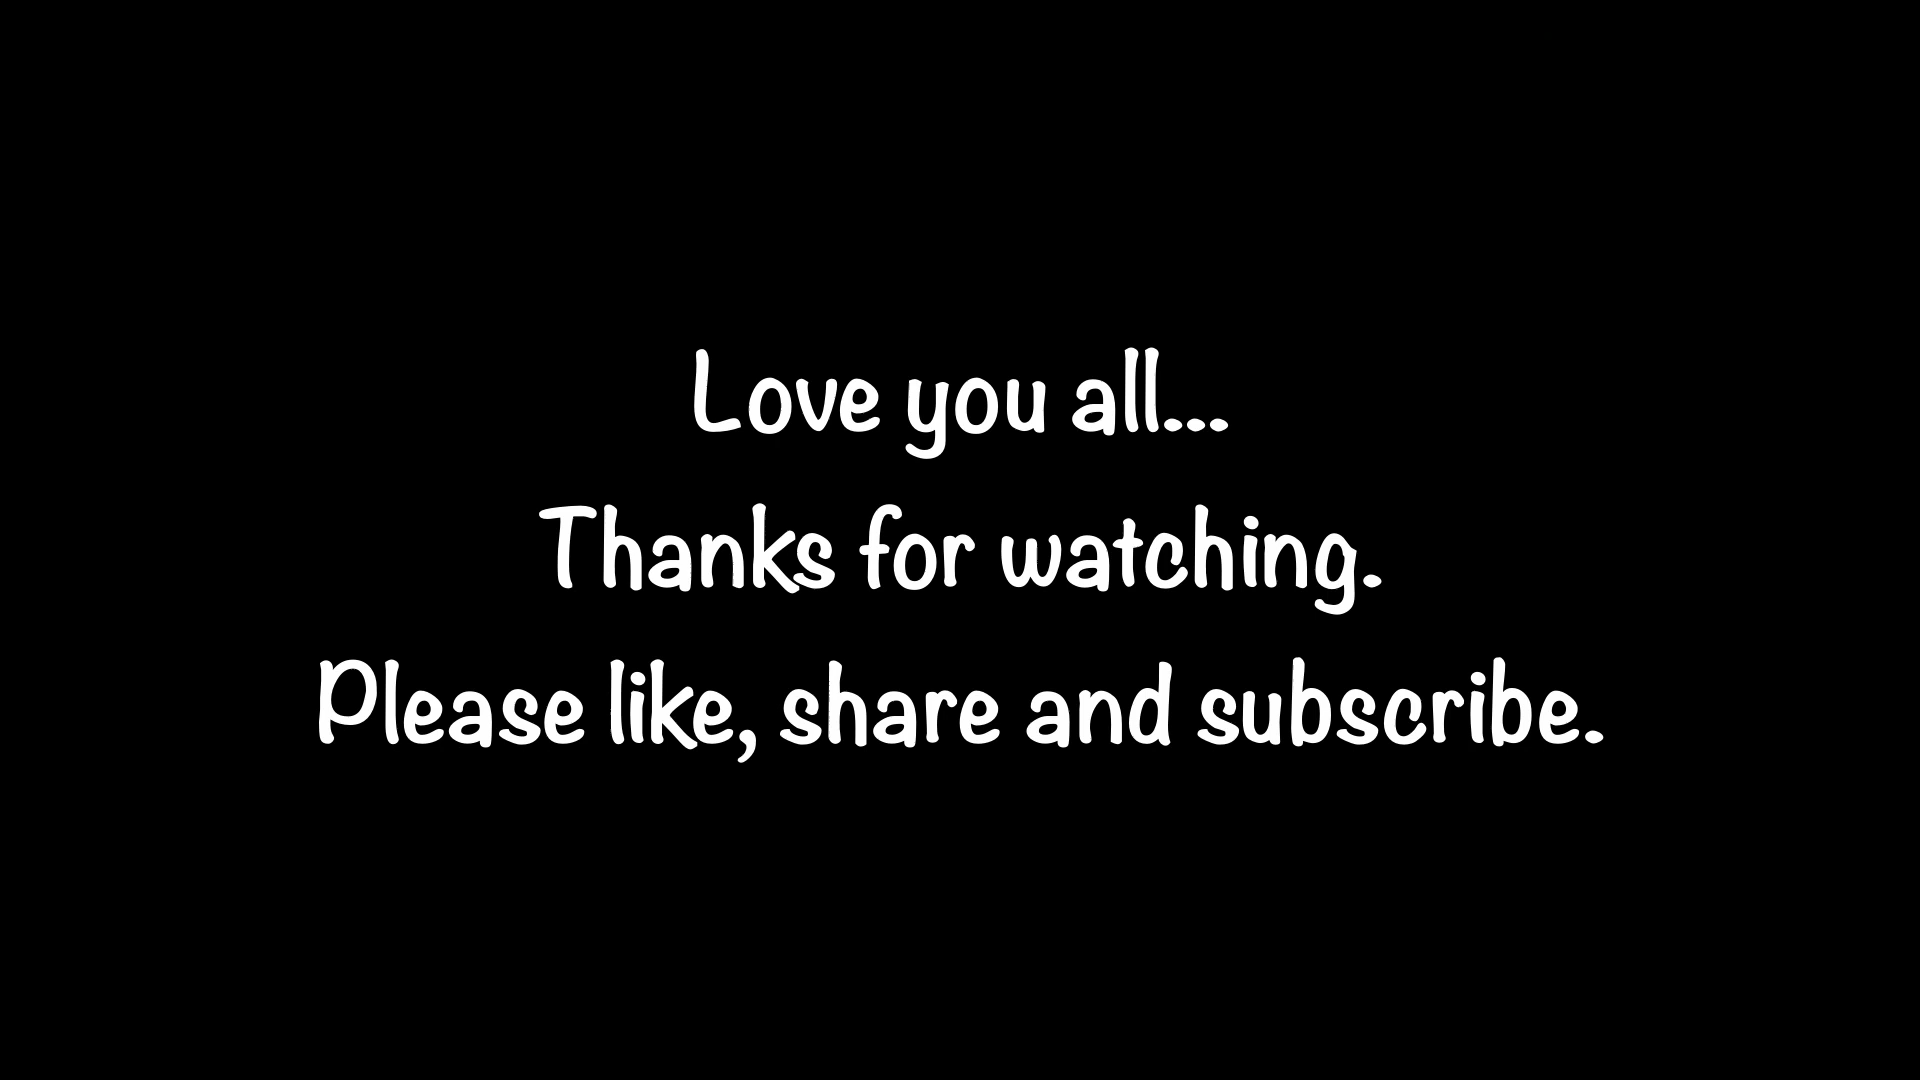 Love you all...
Thanks for watching.
Please like, share and subscribe.